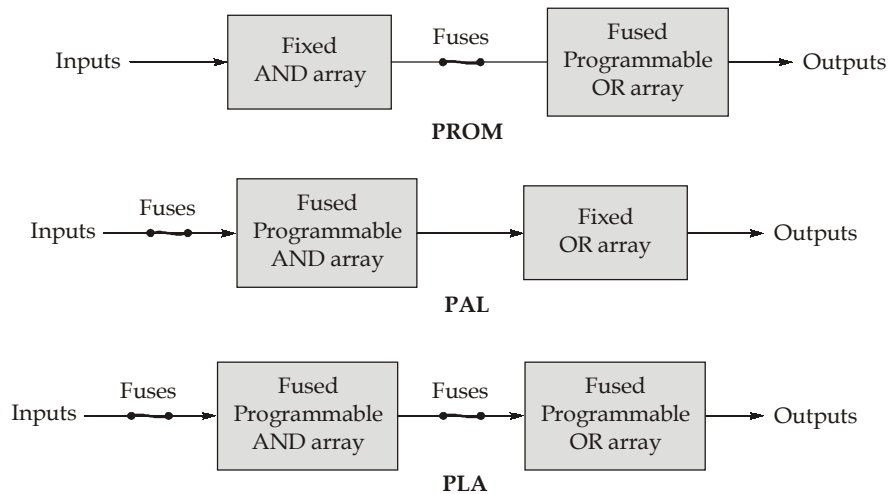 Inputs
Fixed
AND array
Fuses
Fused
Programmable
OR array
Outputs
PROM
Inputs
Fuses
Fused
Programmable
AND array
Fixed
OR array
Outputs
PAL
Inputs
Fuses
Fused
Programmable
AND array
Fuses
Fused
Programmable
OR array
Outputs
PLA